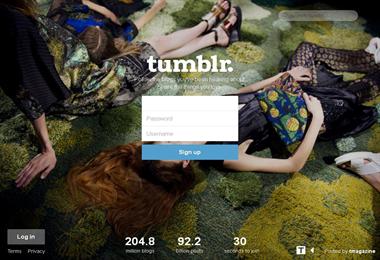 tumblr.
Follow the blogs you've been hearing about.
Share the things you love.
Password
Username
Sign up
Log in
Terms Privacy
204.8
million blogs
92.2
billion posts
30
seconds to join
T
Posted by tmagazine